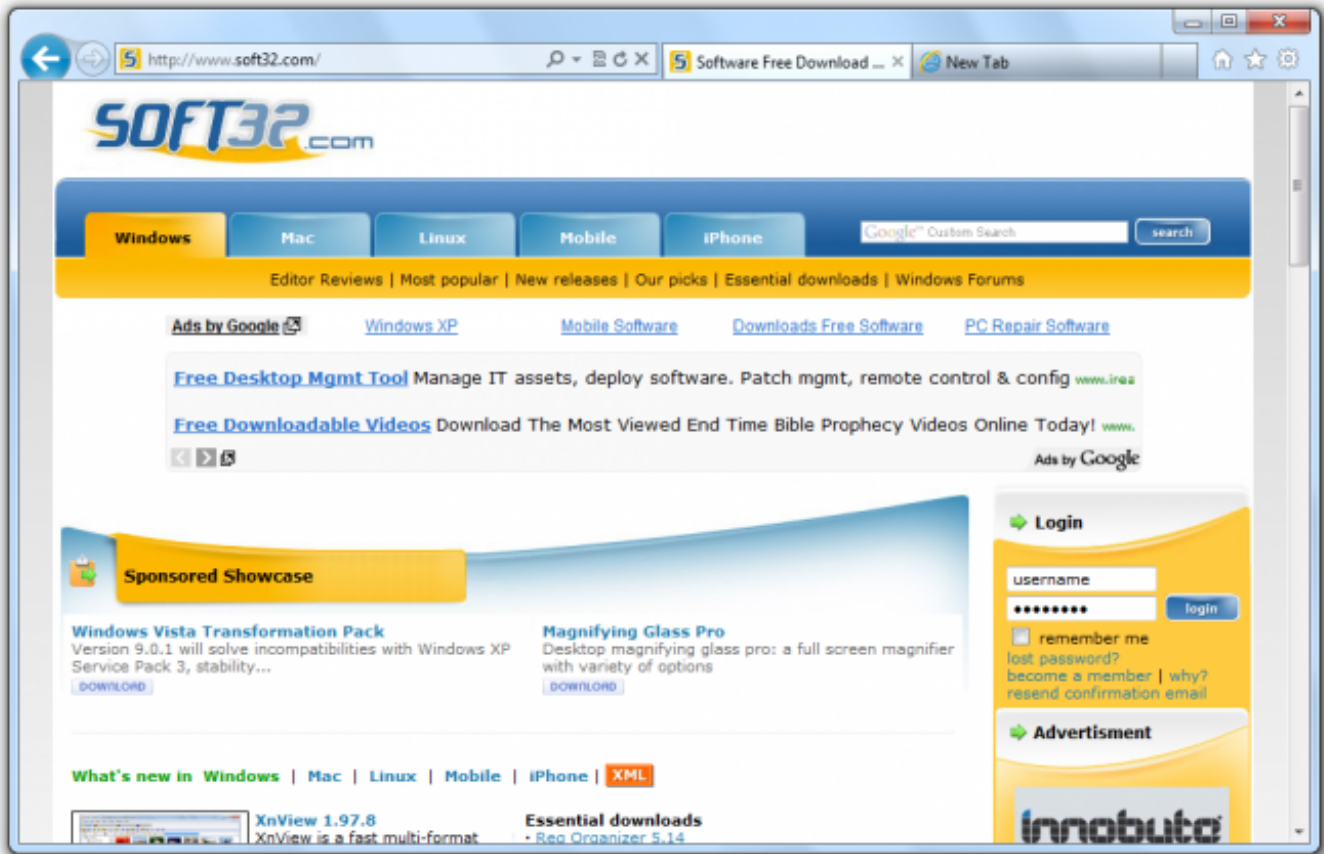 http://www.soft32.com/
Software Free Download ...
New Tab
SOFT32.com
Windows
Mac
Linux
Mobile
iPhone
Google™ Custom Search
search
Editor Reviews | Most popular | New releases | Our picks | Essential downloads | Windows Forums
Ads by Google
Windows XP
Mobile Software
Downloads Free Software
PC Repair Software
Free Desktop Mgmt Tool Manage IT assets, deploy software. Patch mgmt, remote control & config www.irea
Free Downloadable Videos Download The Most Viewed End Time Bible Prophecy Videos Online Today! www.
Ads by Google
Sponsored Showcase
Windows Vista Transformation Pack
Version 9.0.1 will solve incompatibilities with Windows XP
Service Pack 3, stability...
DOWNLOAD
Magnifying Glass Pro
Desktop magnifying glass pro: a full screen magnifier
with variety of options
DOWNLOAD
Login
username
login
remember me
lost password?
become a member | why?
resend confirmation email
Advertisment
innobute
What's new in Windows | Mac | Linux | Mobile | iPhone | XML
XnView 1.97.8
XnView is a fast multi-format
Essential downloads
· Reg Organizer 5.14